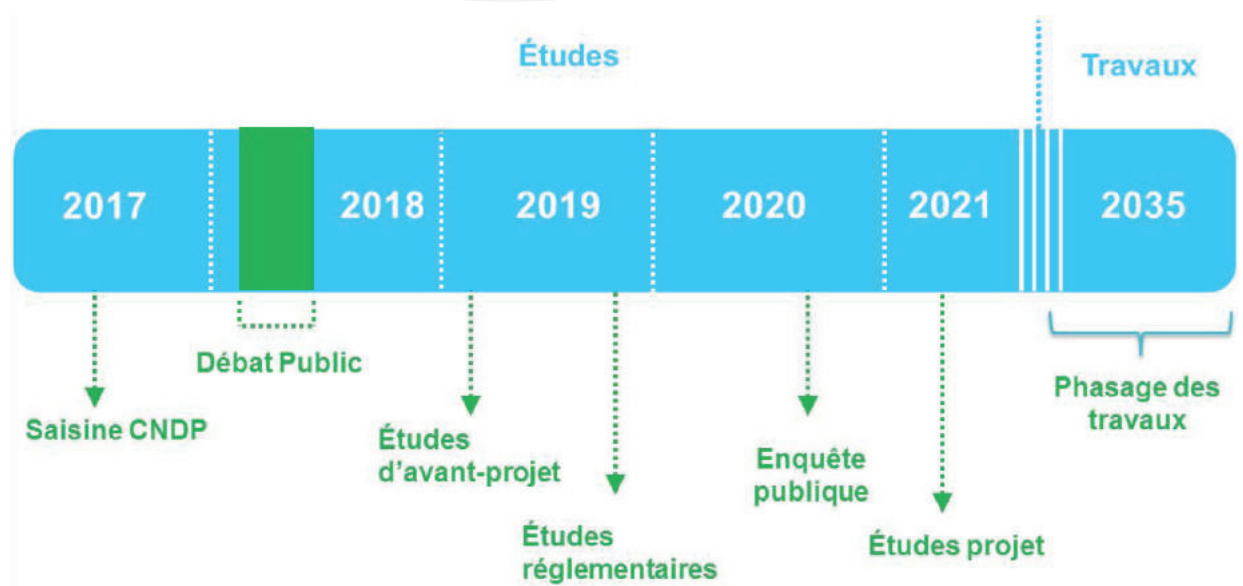 Études
Travaux
2017
2018
2019
2020
2021
2035
Débat Public
Saisine CNDP
Études
d'avant-projet
Études
réglementaires
Enquête
publique
Études projet
Phasage des
travaux